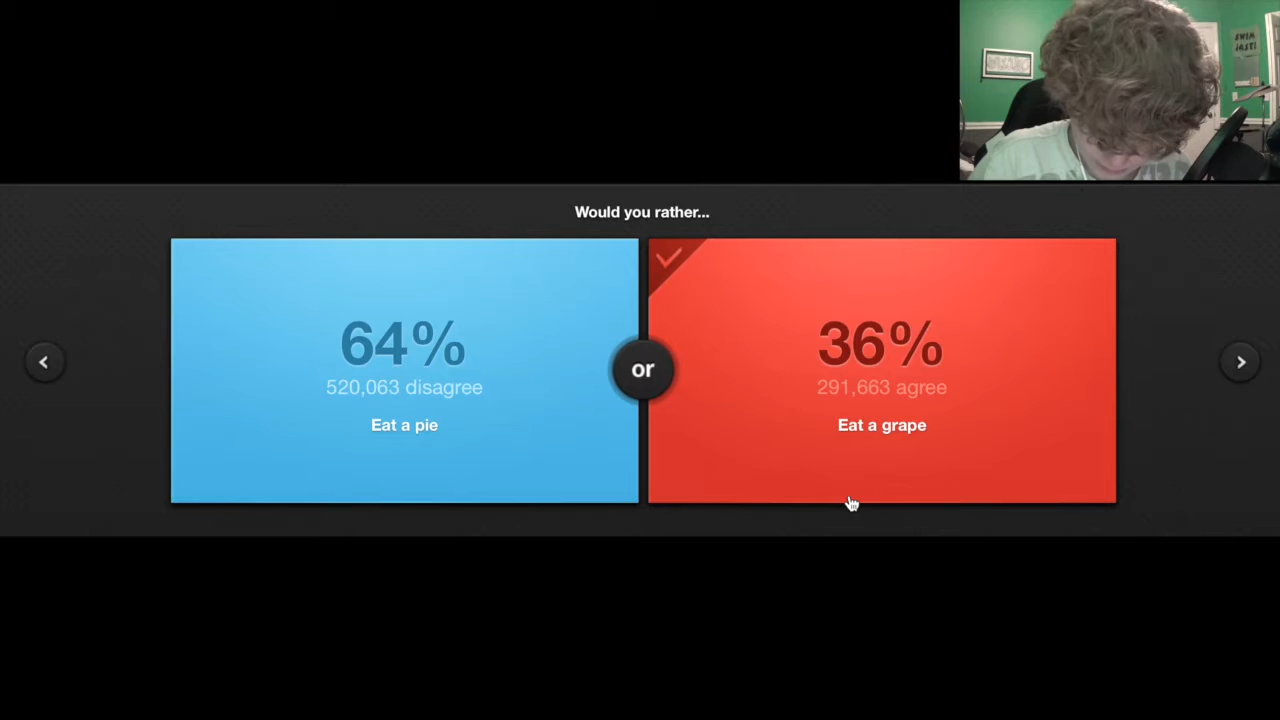 Would you rather...
64%
520,063 disagree
Eat a pie
or
36%
291,663 agree
Eat a grape